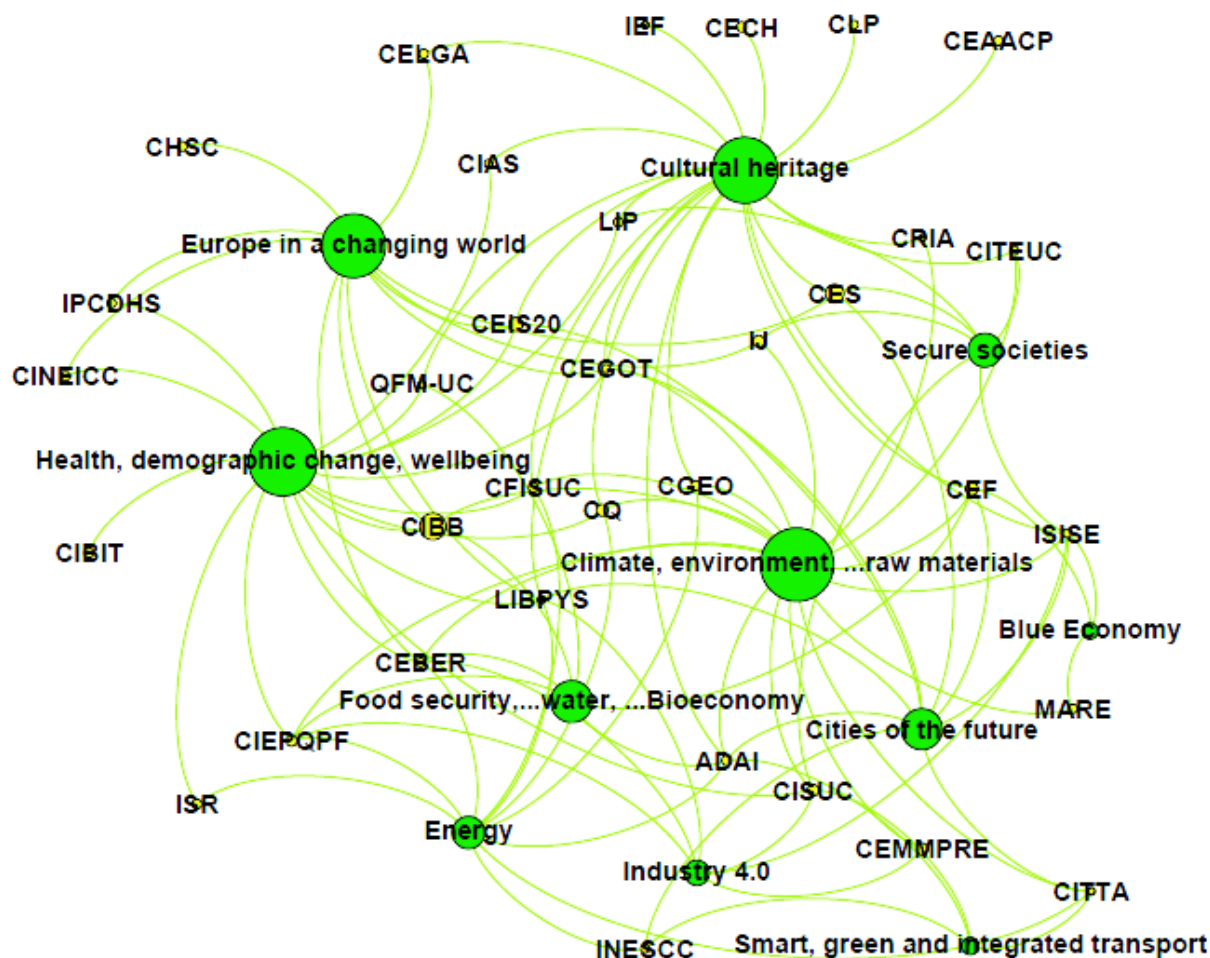 IEF
CECH
CLP
CEAACP
CELGA
CHSC
CIAS
Cultural heritage
LIP
Europe in a changing world
CRIA
CITEUC
IPCDHS
CES
CEIS20
IJ
Secure societies
CINEICC
QFM-UC
CEGOT
Health, demographic change, wellbeing
CFISUC
CGEO
CEF
CIBB
CQ
ISISE
CIBIT
Climate, environment, ...raw materials
LIBPYS
Blue Economy
CEBER
Food security,...water, ...Bioeconomy
MARE
CIEPQPF
Cities of the future
ADAI
CISUC
ISR
Energy
CEMMPRE
Industry 4.0
CITTA
INESCC
Smart, green and integrated transport